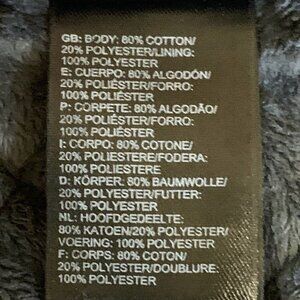 GB: BODY: 80% COTTON/
20% POLYESTER/LINING:
100% POLYESTER
E: CUERPO: 80% ALGODÓN/
20% POLIÉSTER/FORRO:
100% POLIÉSTER
P: CORPETE: 80% ALGODÃO/
20% POLIÉSTER/FORRO:
100% POLIÉSTER
I: CORPO: 80% COTONE/
20% POLIESTERE/FODERA:
100% POLIESTERE
D: KÖRPER: 80% BAUMWOLLE/
20% POLYESTER/FUTTER:
100% POLYESTER
NL: HOOFDGEDEELTE:
80% KATOEN/20% POLYESTER/
VOERING: 100% POLYESTER
F: CORPS: 80% COTON/
20% POLYESTER/DOUBLURE:
100% POLYESTER